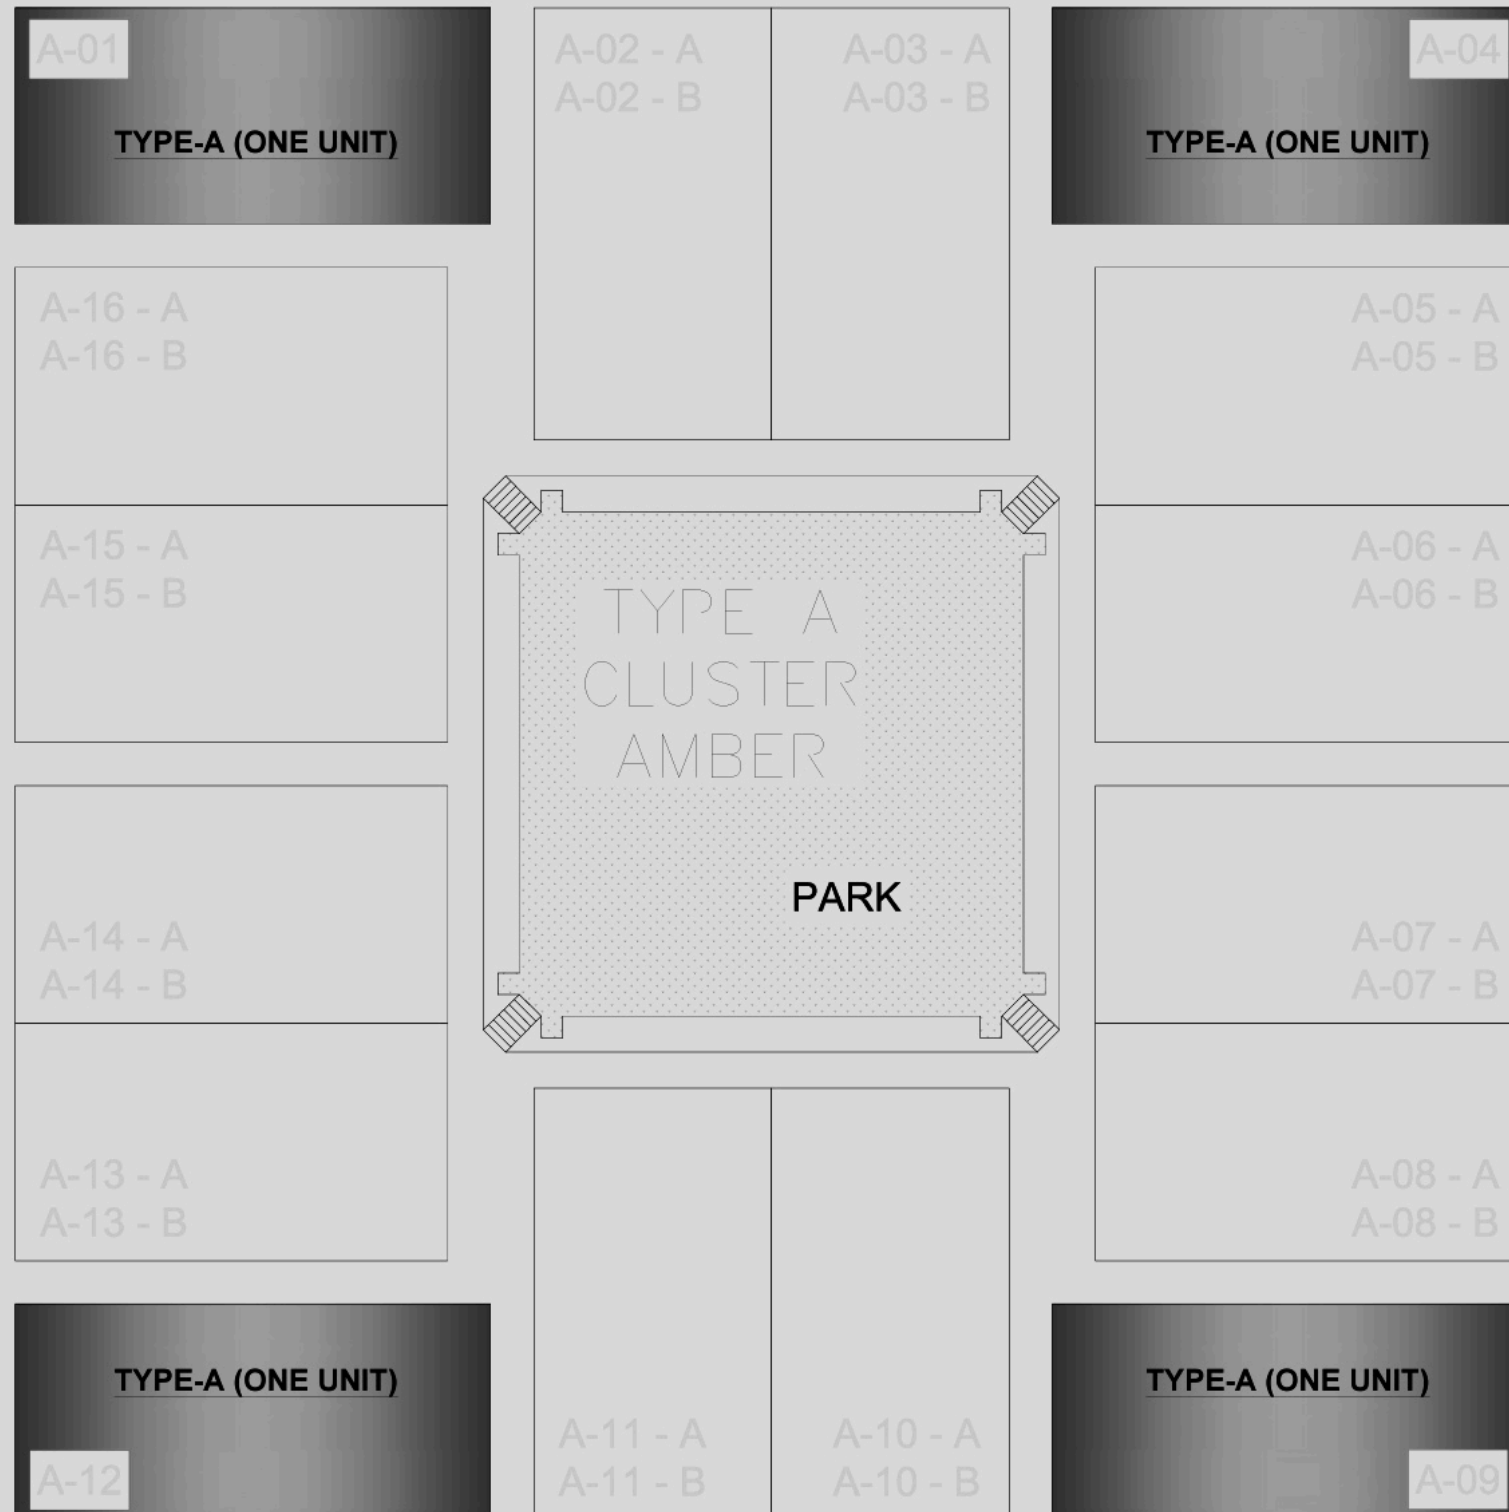 A-01
TYPE-A (ONE UNIT)
A-02 - A
A-02 - B
A-03 - A
A-03 - B
A-04
TYPE-A (ONE UNIT)
A-16 - A
A-16 - B
A-05 - A
A-05 - B
A-15 - A
A-15 - B
TYPE A
CLUSTER
AMBER
A-06 - A
A-06 - B
PARK
A-14 - A
A-14 - B
A-07 - A
A-07 - B
A-13 - A
A-13 - B
A-08 - A
A-08 - B
TYPE-A (ONE UNIT)
A-12
A-11 - A
A-11 - B
A-10 - A
A-10 - B
TYPE-A (ONE UNIT)
A-09